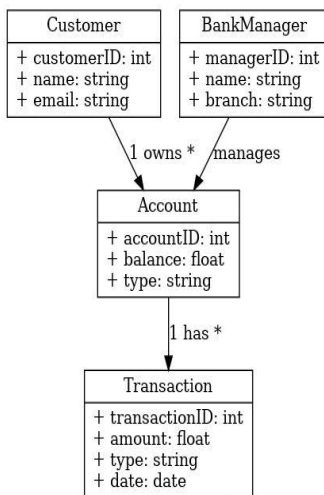 Customer
+ customerID: int
+ name: string
+ email: string
BankManager
+ managerID: int
+ name: string
+ branch: string
1 owns *
manages
Account
+ accountID: int
+ balance: float
+ type: string
1 has *
Transaction
+ transactionID: int
+ amount: float
+ type: string
+ date: date